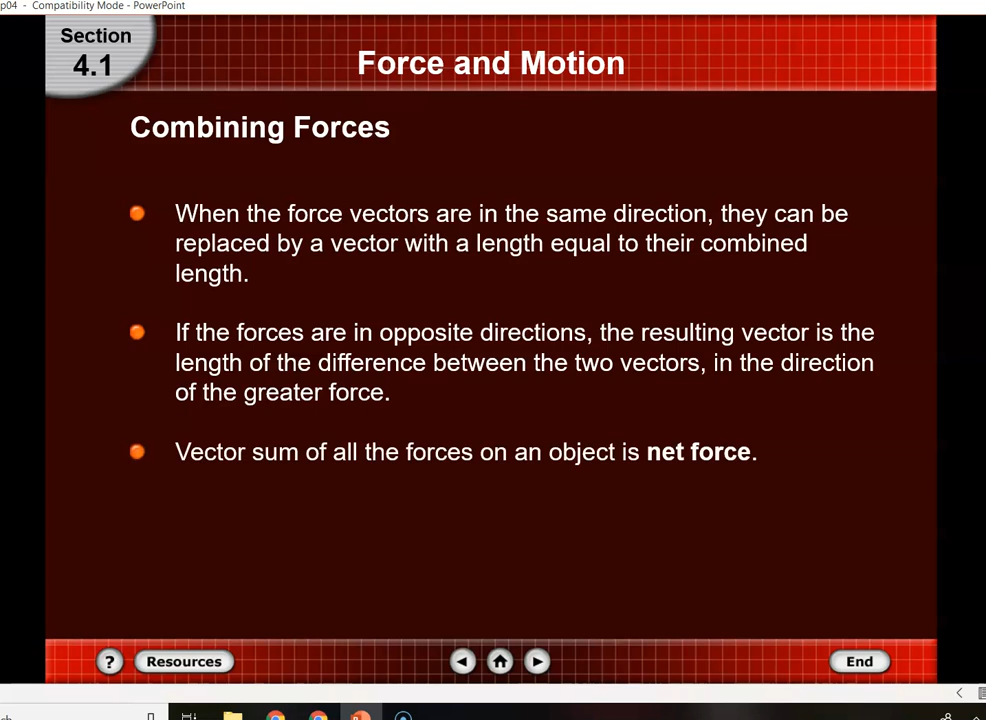 p04 - Compatibility Mode - PowerPoint
Section
4.1
Force and Motion
Combining Forces
When the force vectors are in the same direction, they can be
replaced by a vector with a length equal to their combined
length.
If the forces are in opposite directions, the resulting vector is the
length of the difference between the two vectors, in the direction
of the greater force.
Vector sum of all the forces on an object is net force.
? Resources End